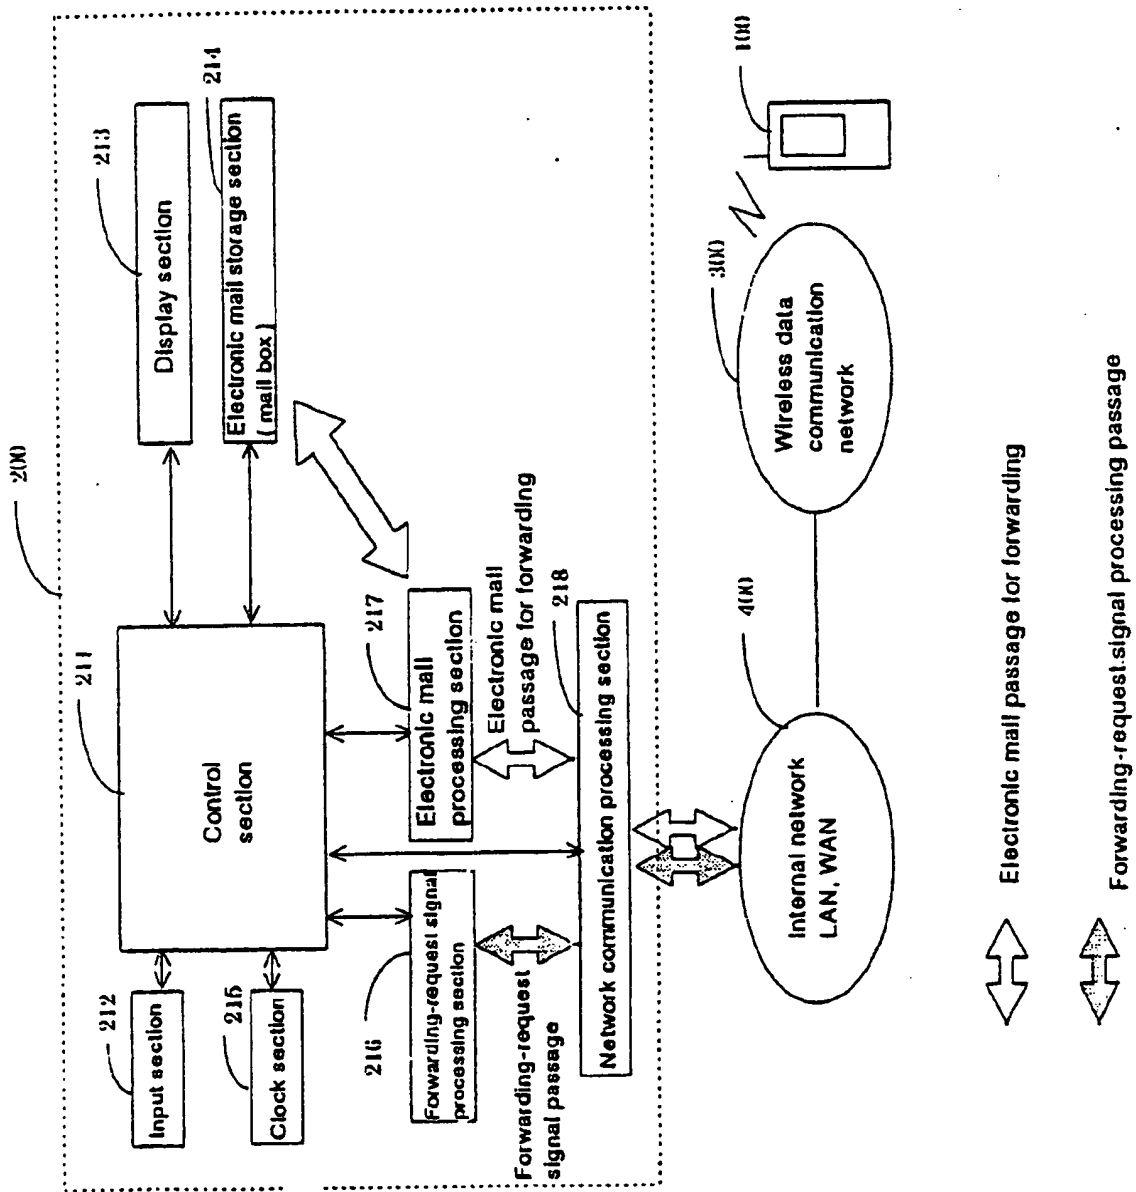 200
211
Control
section
212
Input section
215
Clock section
213
Display section
214
Electronic mail storage section
( mail box )
216
Forwarding-request signal
processing section
217
Electronic mail
processing section
Forwarding-request
signal passage
Electronic mail
passage for forwarding
218
Network communication processing section
400
Internal network
LAN, WAN
300
Wireless data
communication
network
100
Electronic mail passage for forwarding
Forwarding-request signal processing passage